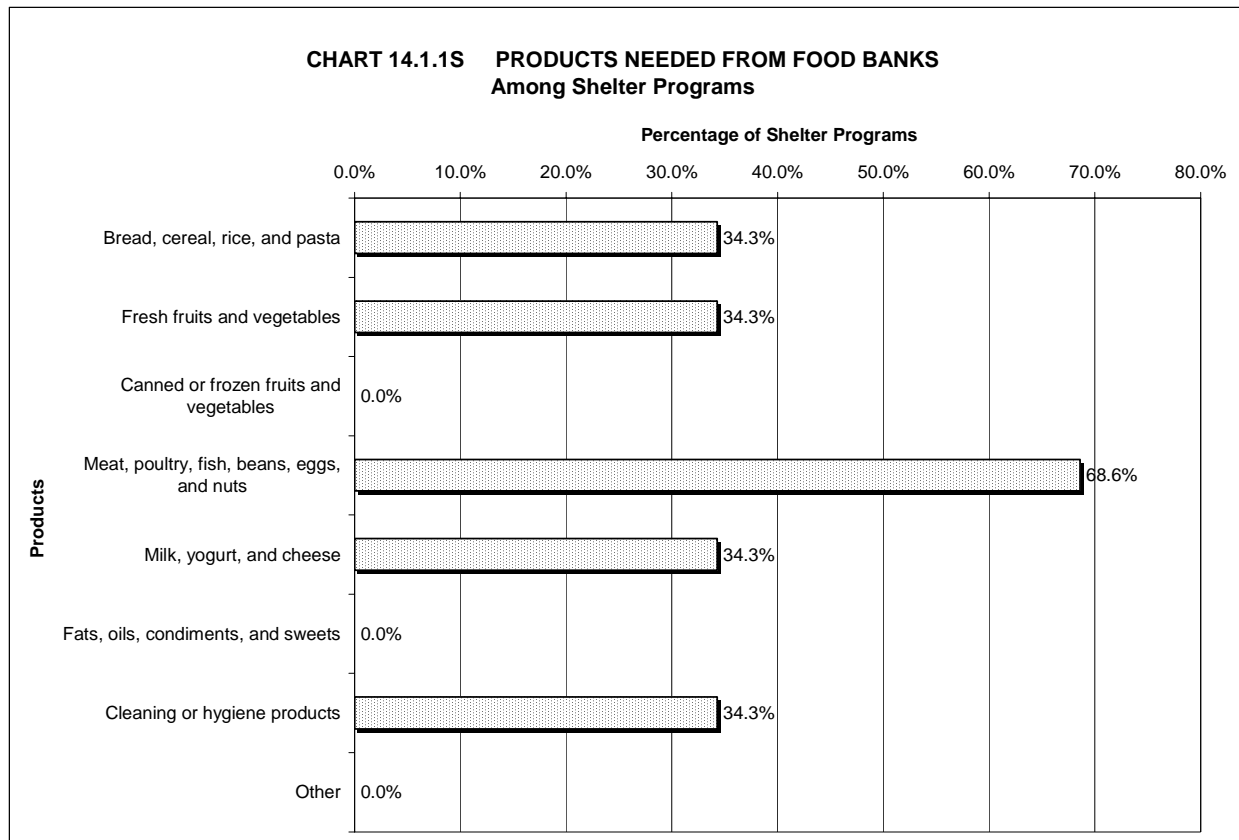 CHART 14.1.1S PRODUCTS NEEDED FROM FOOD BANKS
Among Shelter Programs
Percentage of Shelter Programs
0.0% 10.0% 20.0% 30.0% 40.0% 50.0% 60.0% 70.0% 80.0%
Products
Bread, cereal, rice, and pasta 34.3%
Fresh fruits and vegetables 34.3%
Canned or frozen fruits and
vegetables 0.0%
Meat, poultry, fish, beans, eggs,
and nuts 68.6%
Milk, yogurt, and cheese 34.3%
Fats, oils, condiments, and sweets 0.0%
Cleaning or hygiene products 34.3%
Other 0.0%